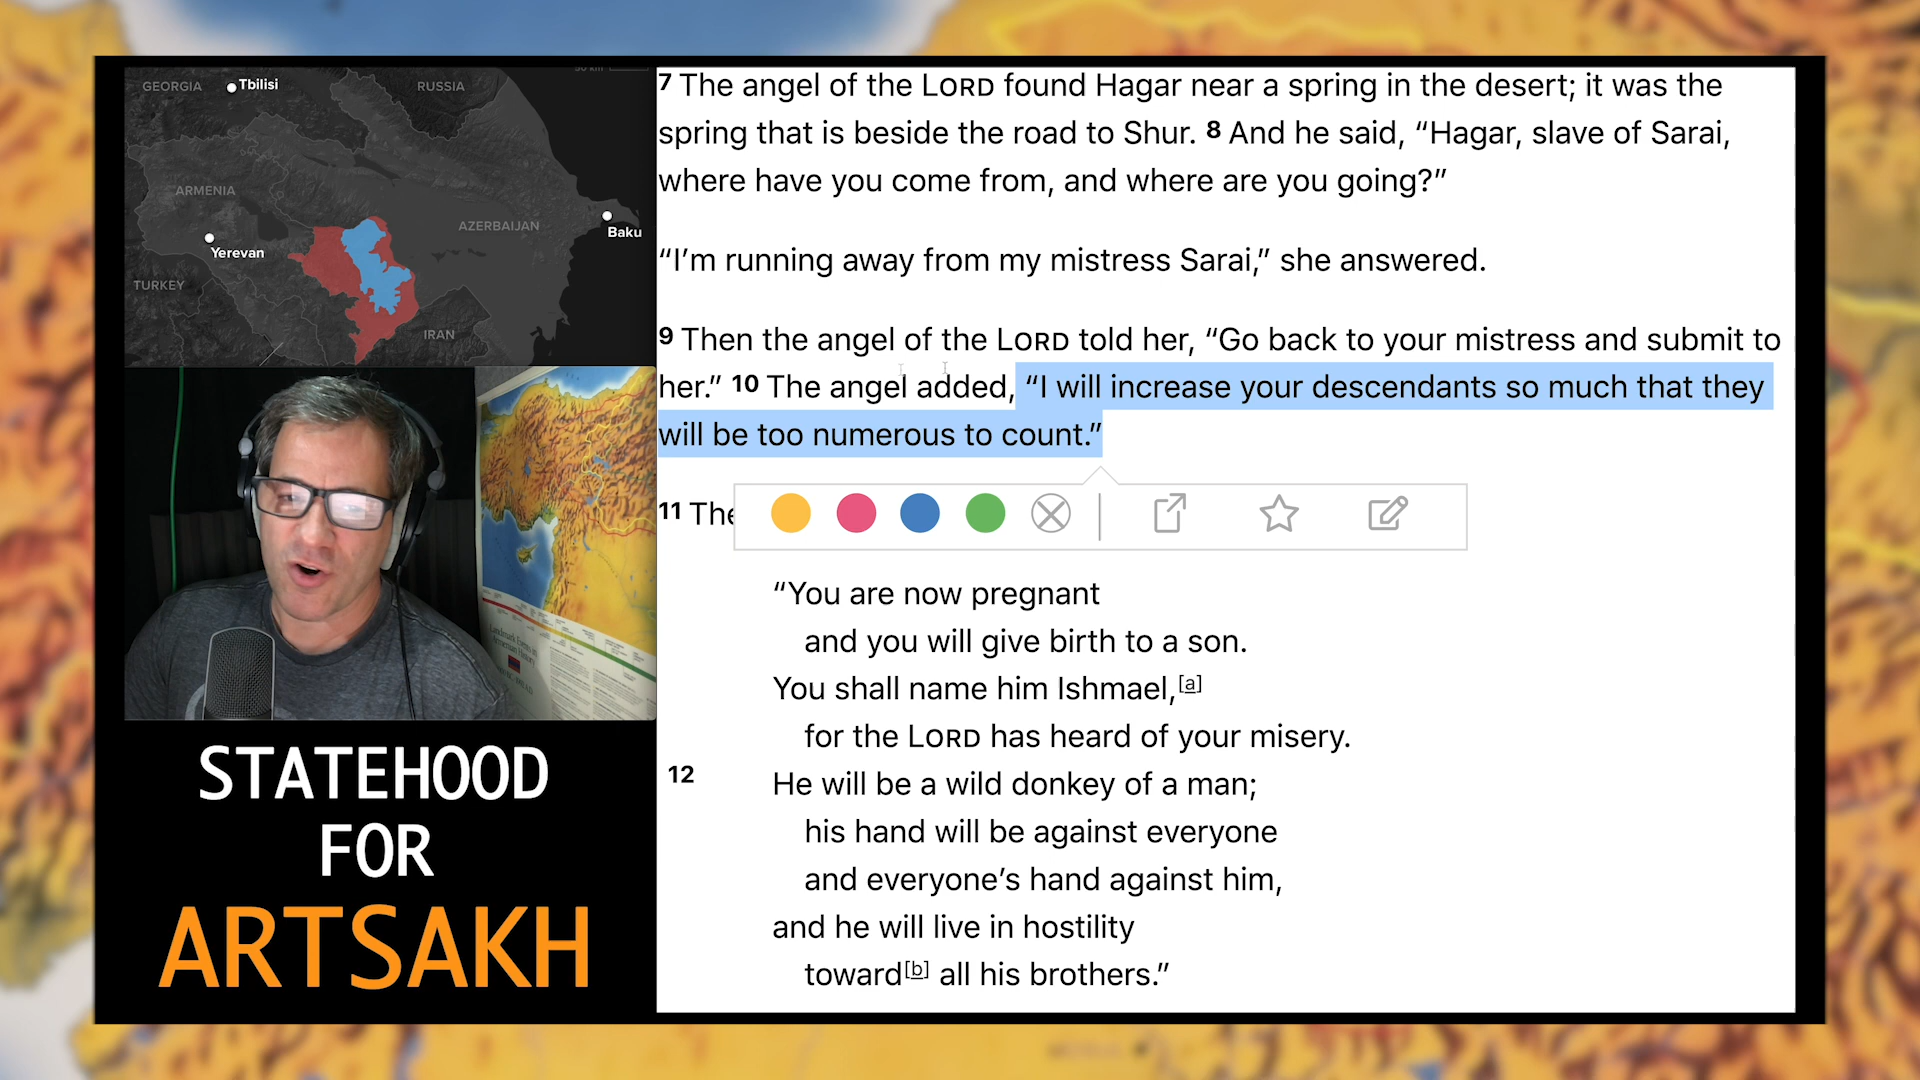 GEORGIA
Tbilisi
RUSSIA
ARMENIA
AZERBAIJAN
Baku
Yerevan
TURKEY
IRAN
Landmark Events in
Armenian History
STATEHOOD
FOR
ARTSAKH
7 The angel of the LORD found Hagar near a spring in the desert; it was the
spring that is beside the road to Shur. 8 And he said, “Hagar, slave of Sarai,
where have you come from, and where are you going?”
“I’m running away from my mistress Sarai,” she answered.
9 Then the angel of the LORD told her, “Go back to your mistress and submit to
her.” 10 The angel added, “I will increase your descendants so much that they
will be too numerous to count.”
11 The
“You are now pregnant
and you will give birth to a son.
You shall name him Ishmael,[a]
for the LORD has heard of your misery.
12 He will be a wild donkey of a man;
his hand will be against everyone
and everyone’s hand against him,
and he will live in hostility
toward[b] all his brothers.”